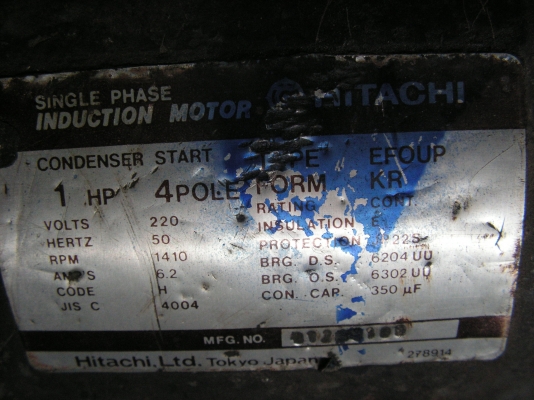 SINGLE PHASE
INDUCTION MOTOR HITACHI
CONDENSER START TYPE EFOUP
1 HP 4POLE FORM KR
RATING CONT
VOLTS 220 INSULATION E
HERTZ 50 PROTECTION
RPM 1410 BRG. D.S. 6204UU
AMPS 6.2 BRG. O.S. 6302UU
CODE H CON. CAR. 350 µF
JIS C 4004
MFG. NO.
Hitachi, Ltd. Tokyo Japan 278914